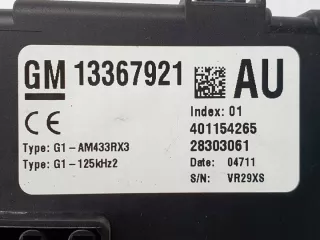 GM 13367921 AU
Index: 01
CE 401154265
Type: G1-AM433RX3 28303061
Type: G1-125kHz2 Date: 04711
S/N: VR29XS